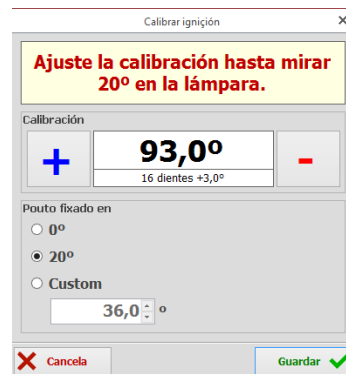 Calibrar ignição
Ajuste la calibración hasta mirar
20º en la lámpara.
Calibración
+
93,0º
-
16 dientes +3,0º
Pouto fixado en
0º
20º
Custom
36,0 º
Cancela
Guardar